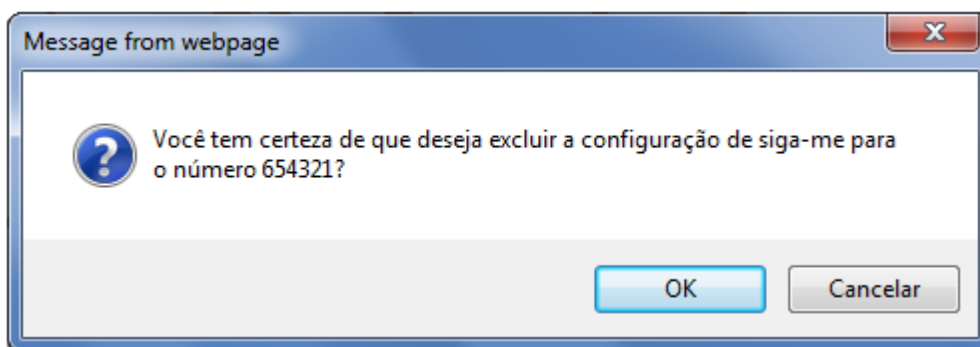 Message from webpage
Você tem certeza de que deseja excluir a configuração de siga-me para
o número 654321?
OK
Cancelar